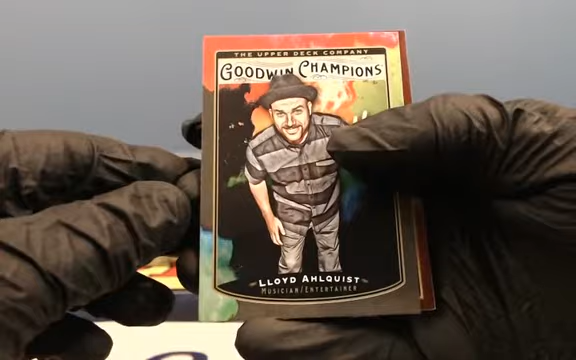 THE UPPER DECK COMPANY
GOODWIN CHAMPIONS
LLOYD AHLQUIST
MUSICIAN/ENTERTAINER